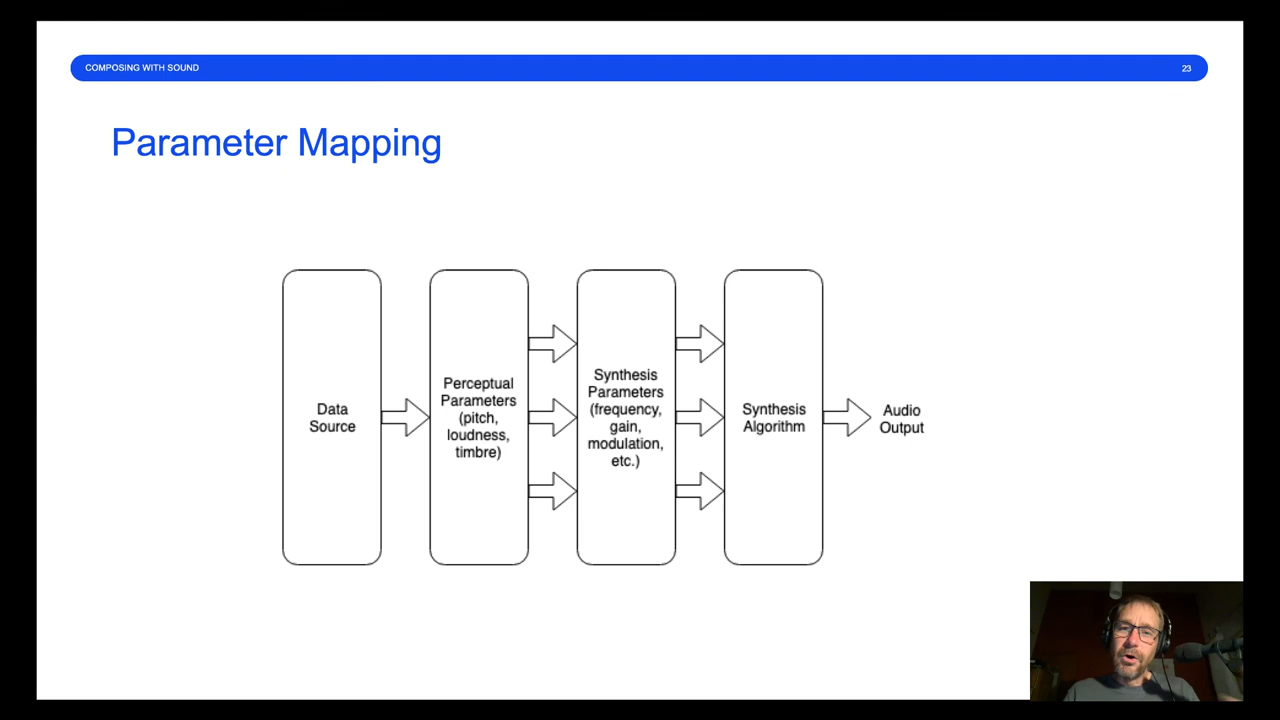 COMPOSING WITH SOUND
23
Parameter Mapping
Data
Source
Perceptual
Parameters
(pitch,
loudness,
timbre)
Synthesis
Parameters
(frequency,
gain,
modulation,
etc.)
Synthesis
Algorithm
Audio
Output